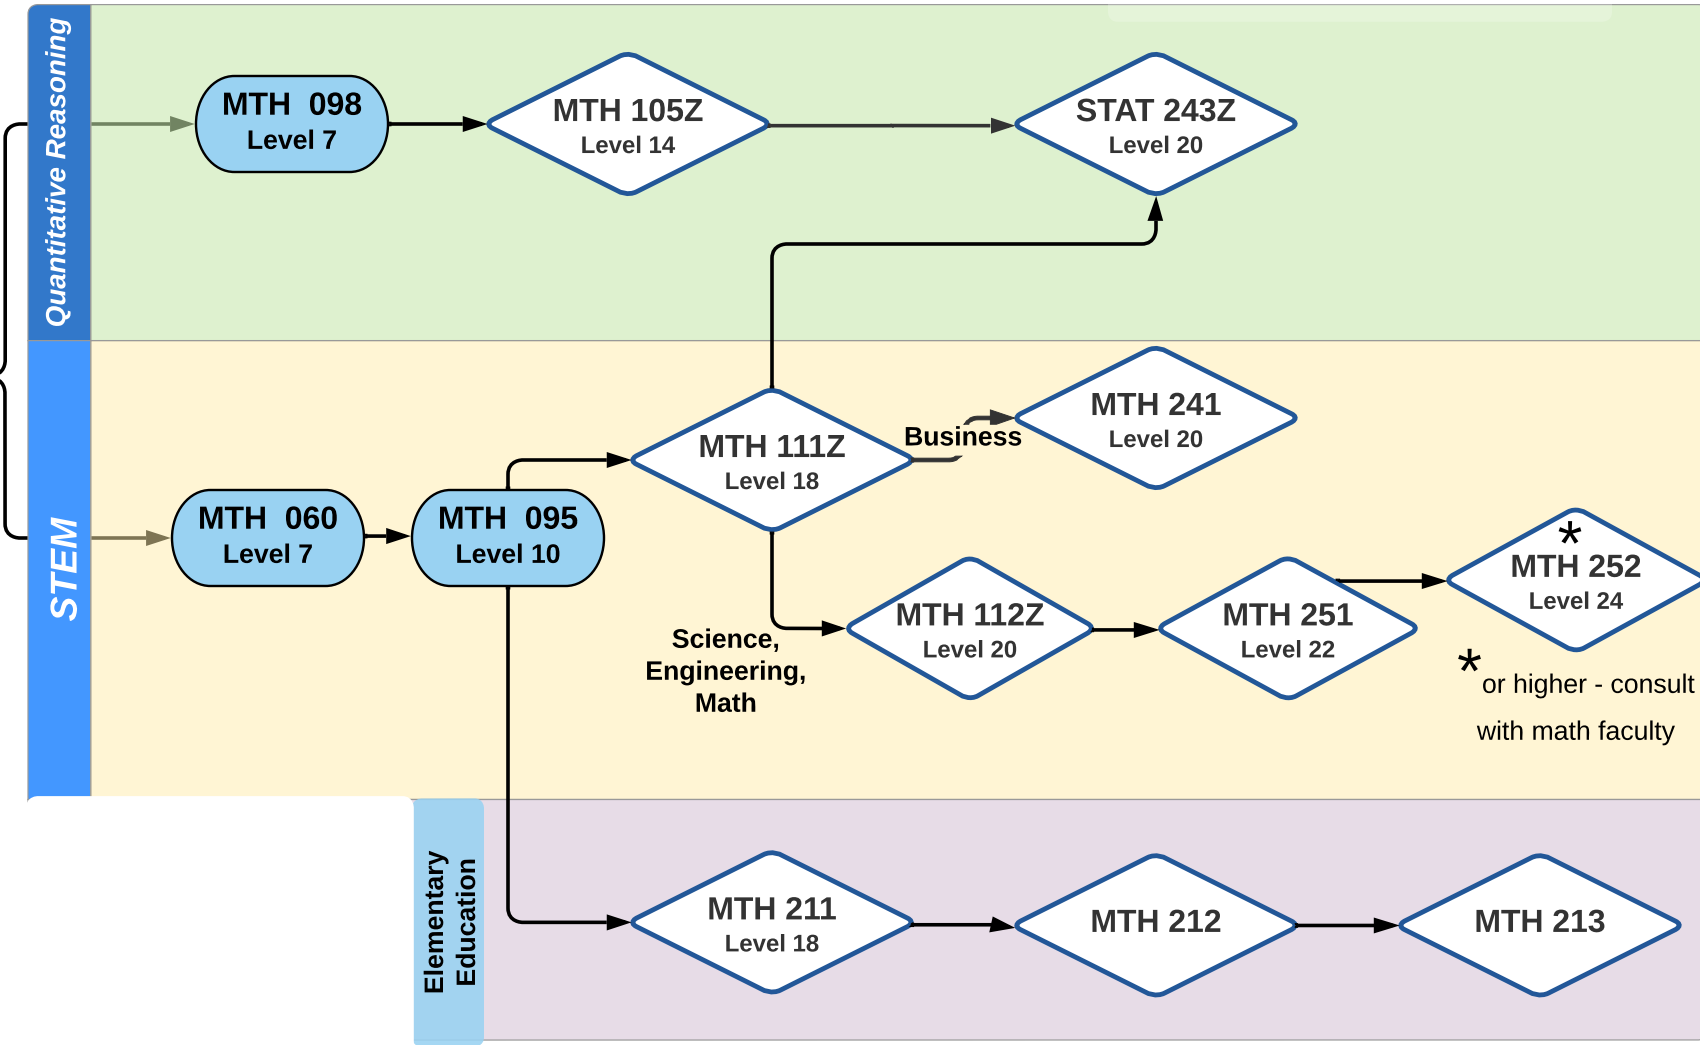 Quantitative Reasoning
MTH 098
Level 7
MTH 105Z
Level 14
STAT 243Z
Level 20
STEM
MTH 060
Level 7
MTH 095
Level 10
MTH 111Z
Level 18
Business
MTH 241
Level 20
Science,
Engineering,
Math
MTH 112Z
Level 20
MTH 251
Level 22
*
MTH 252
Level 24
* or higher - consult
with math faculty
Elementary
Education
MTH 211
Level 18
MTH 212
MTH 213